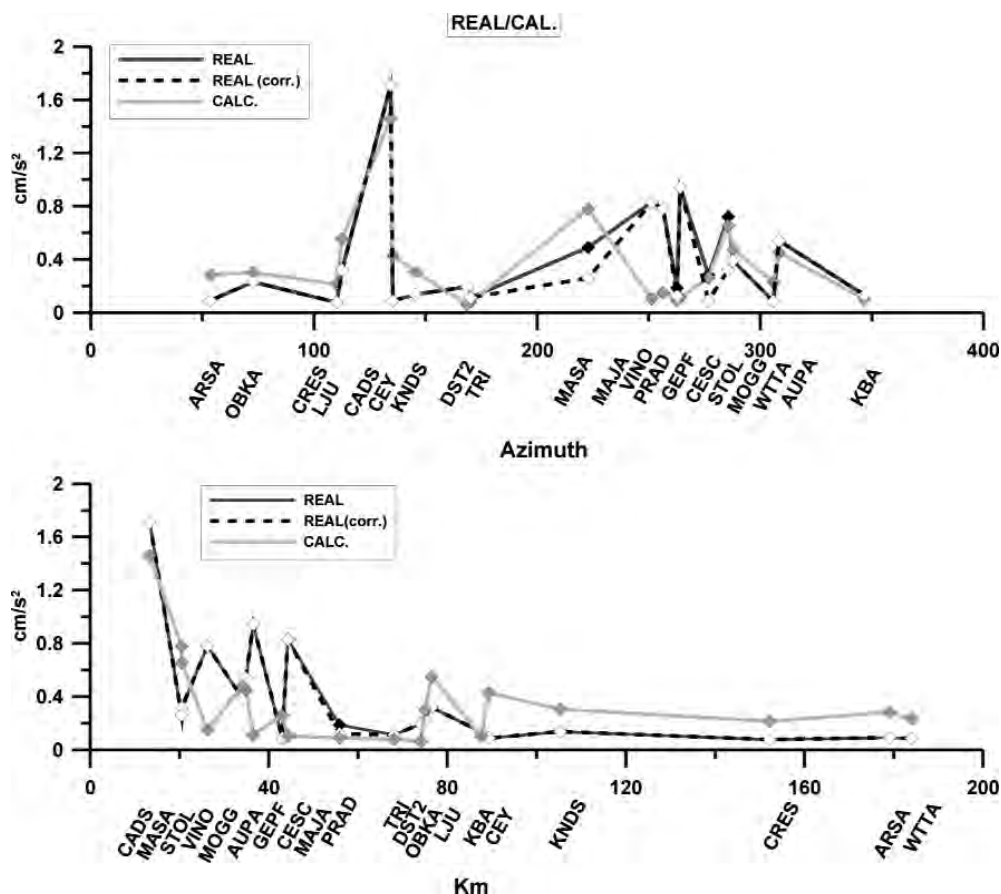 REAL/CAL.
2
REAL
REAL (corr.)
CALC.
1.6
1.2
cm/s²
0.8
0.4
0
0 100 200 300 400
ARSA OBKA CRES LJU CADS CEY KNDS DST2 TRI MASA MAJA VINO PRAD GEPF CESC STOL MOGG WTTA AUPA KBA
Azimuth
2
REAL
REAL(corr.)
CALC.
1.6
1.2
cm/s²
0.8
0.4
0
0 40 80 120 160 200
CADS MASA STOL VINO MOGG AUPA GEPF CESC MAJA PRAD TRI DST2 OBKA LJU KBA CEY KNDS CRES ARSA WTTA
Km